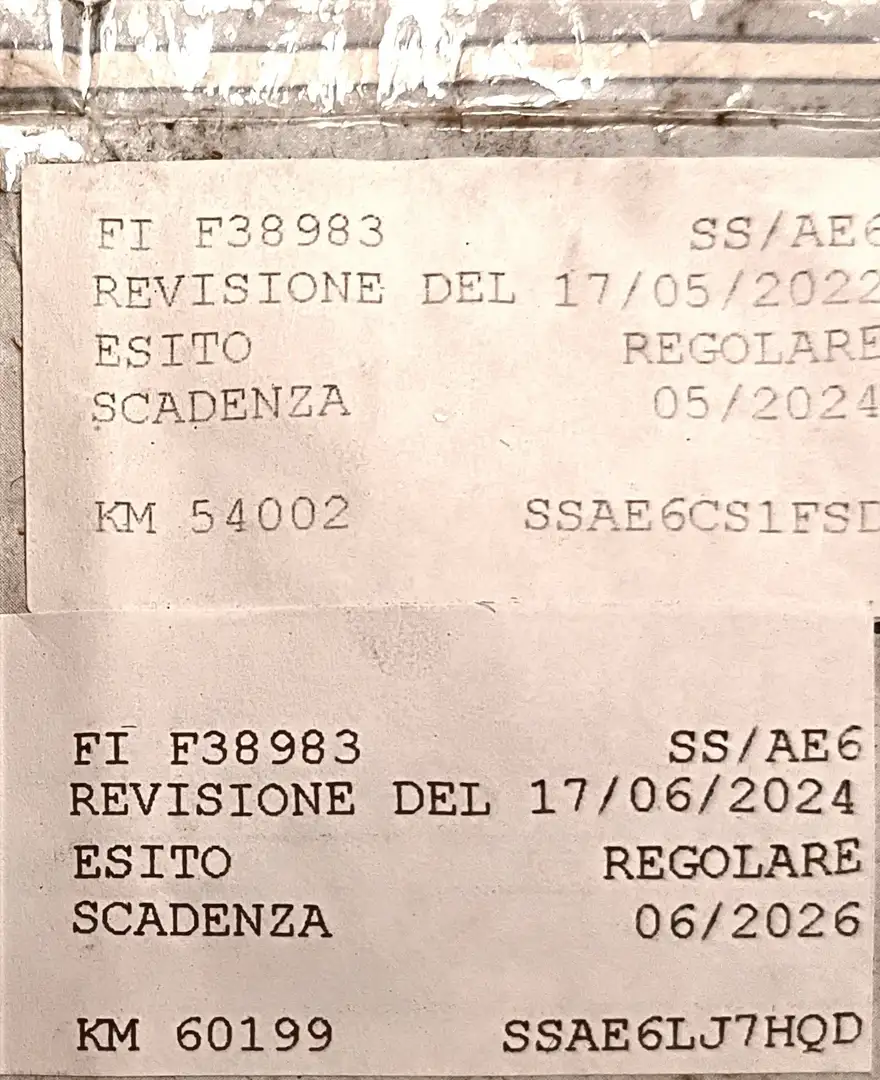 FI F38983 SS/AE6
REVISIONE DEL 17/05/2022
ESITO REGOLARE
SCADENZA 05/2024
KM 54002 SSAE6CS1FSD
FI F38983 SS/AE6
REVISIONE DEL 17/06/2024
ESITO REGOLARE
SCADENZA 06/2026
KM 60199 SSAE6LJ7HQD